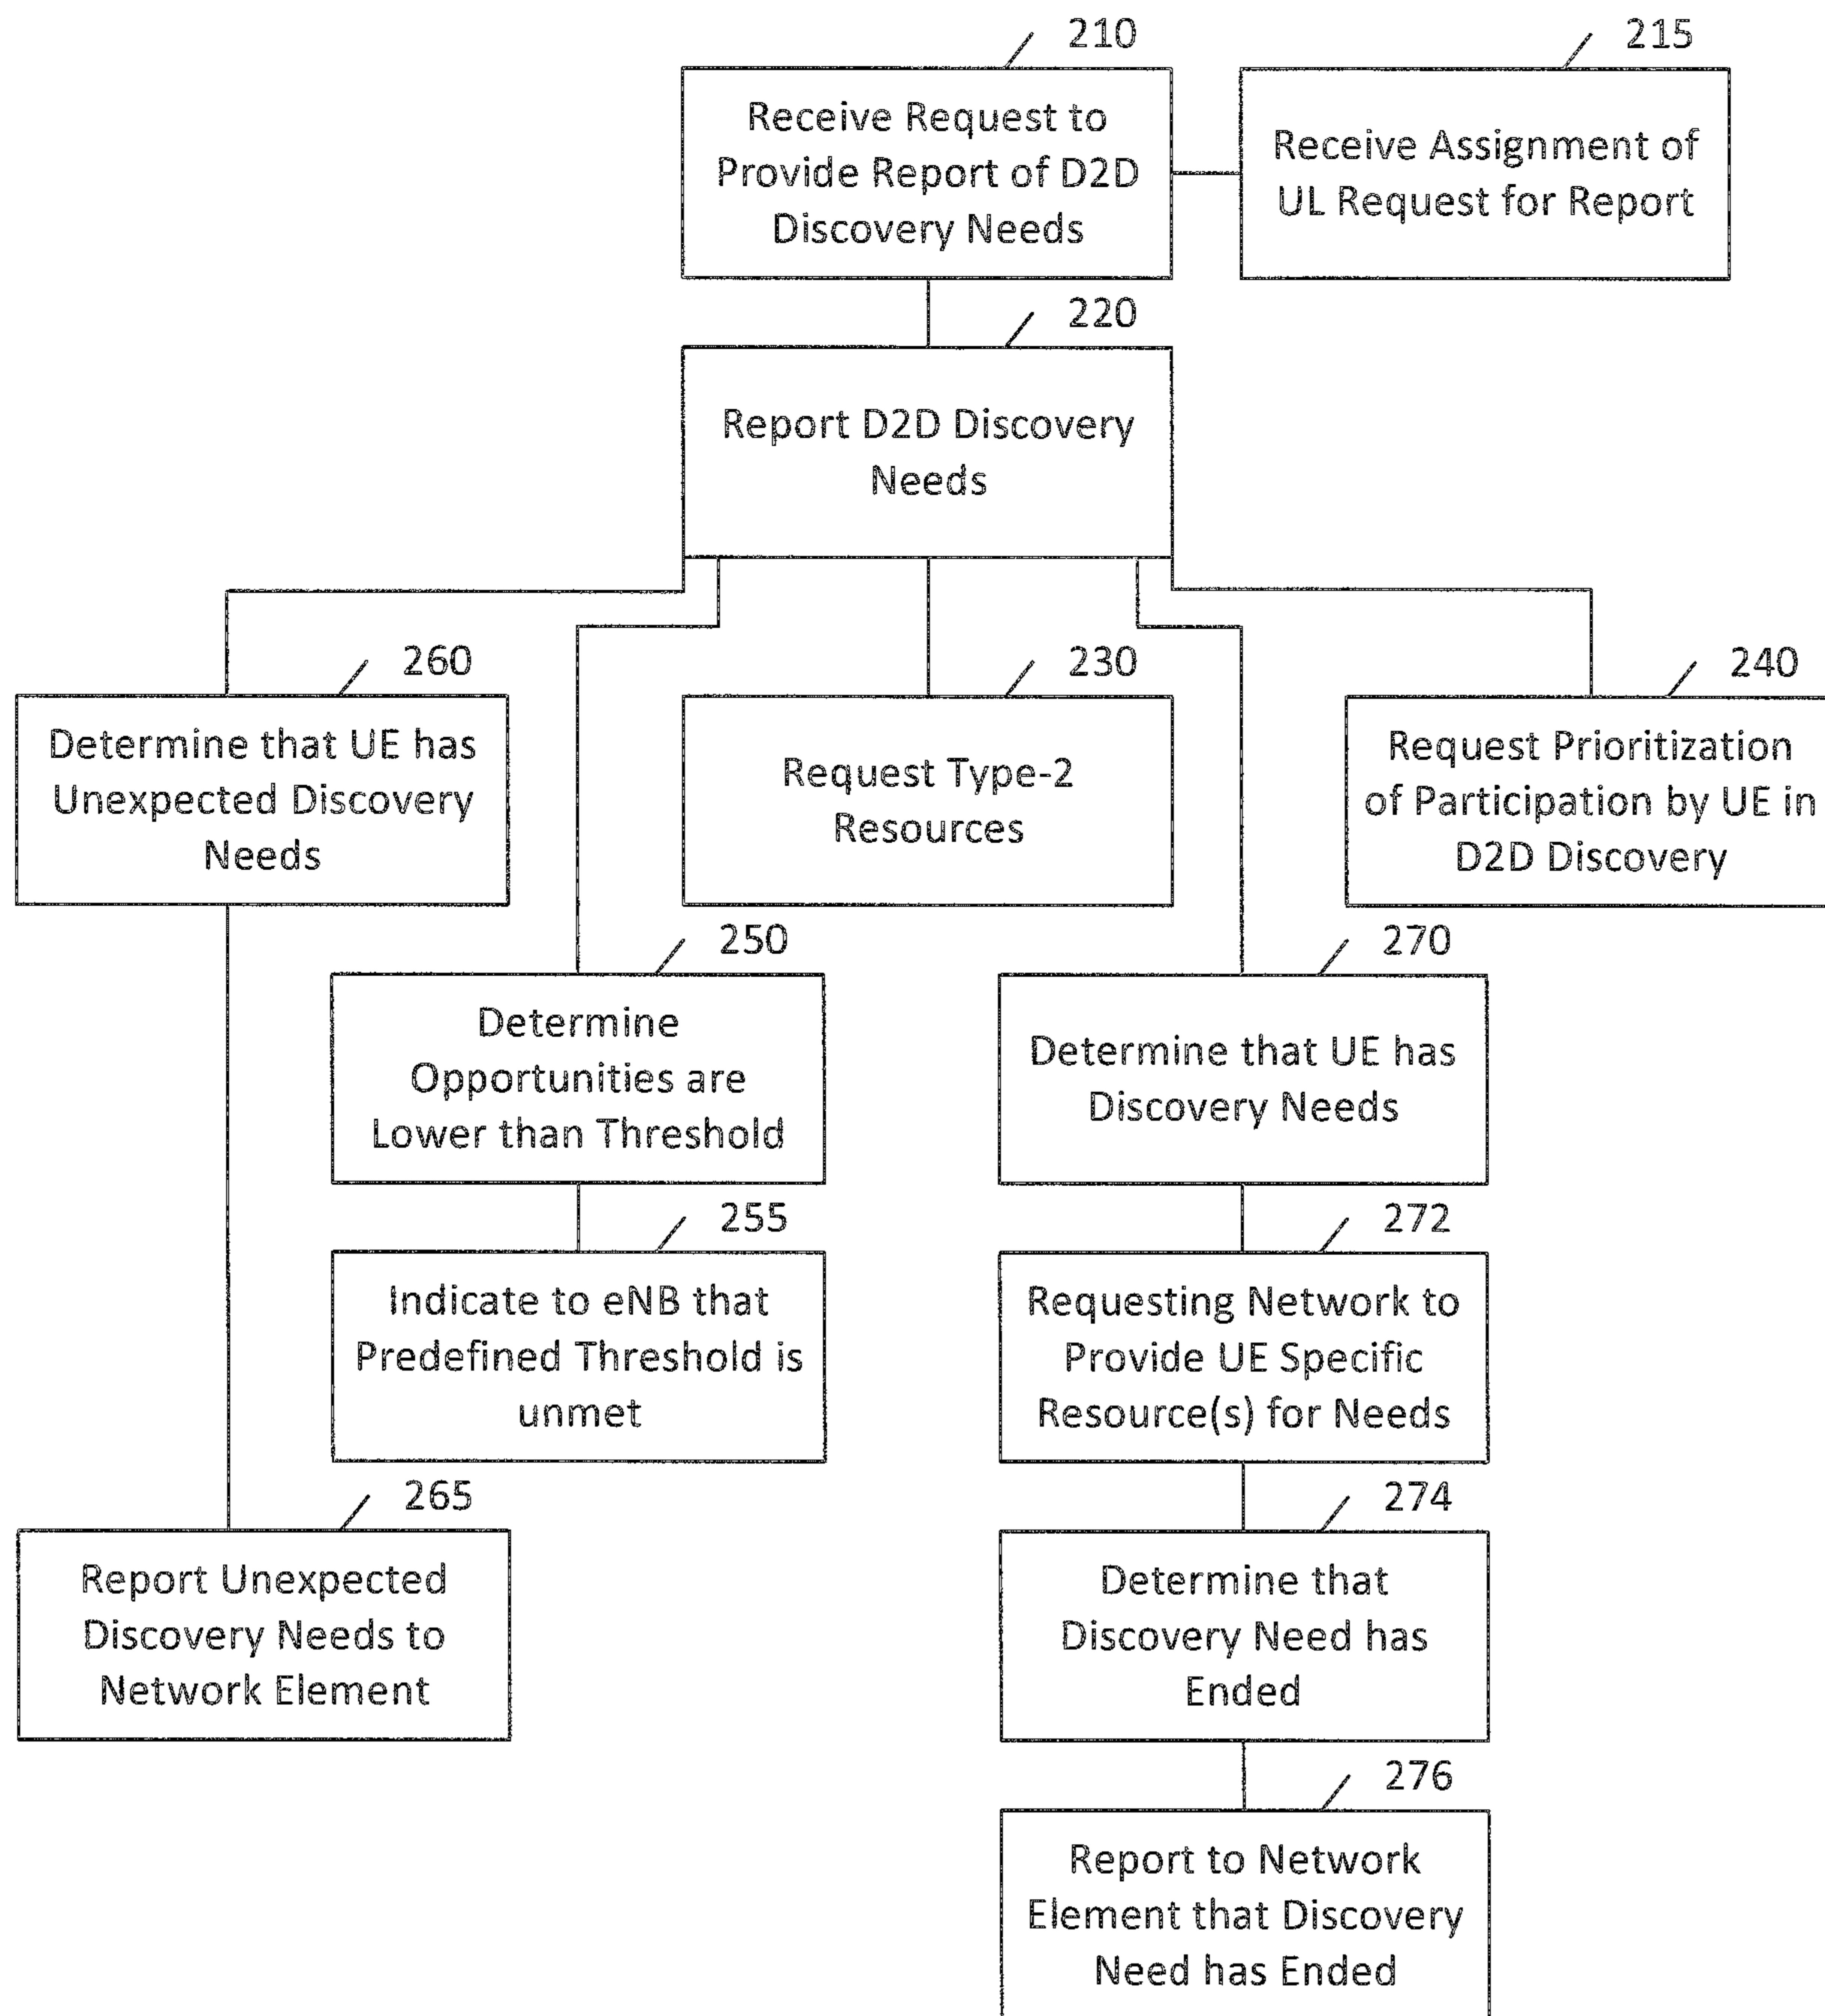 210
Receive Request to
Provide Report of D2D
Discovery Needs
215
Receive Assignment of
UL Request for Report
220
Report D2D Discovery
Needs
260
Determine that UE has
Unexpected Discovery
Needs
230
Request Type-2
Resources
240
Request Prioritization
of Participation by UE in
D2D Discovery
250
Determine
Opportunities are
Lower than Threshold
270
Determine that UE has
Discovery Needs
255
Indicate to eNB that
Predefined Threshold is
unmet
272
Requesting Network to
Provide UE Specific
Resource(s) for Needs
265
Report Unexpected
Discovery Needs to
Network Element
274
Determine that
Discovery Need has
Ended
276
Report to Network
Element that Discovery
Need has Ended